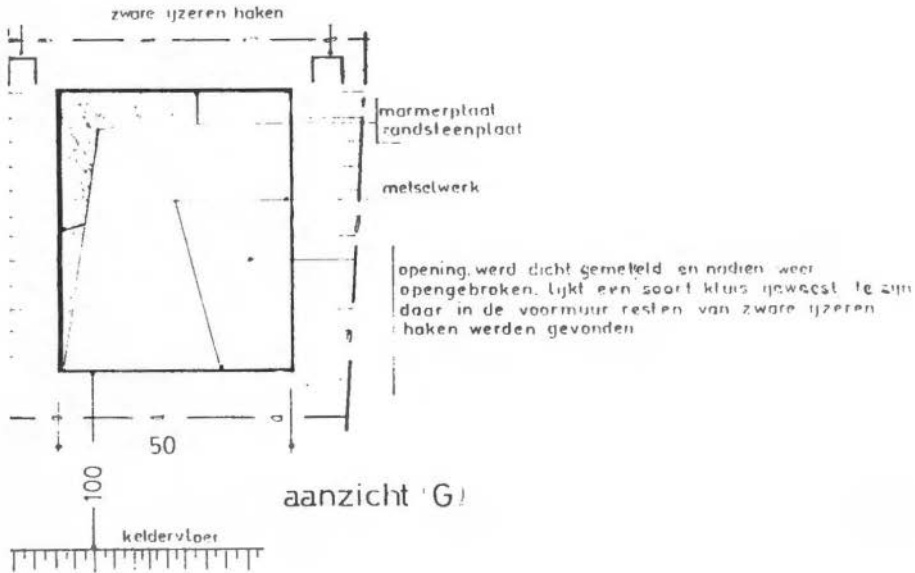 zware ijzeren haken
marmerplaat
zandsteenplaat
metselwerk
opening. werd dicht gemetseld en nadien weer
opengebroken. lijkt een soort kluis geweest te zijn
daar in de voormuur resten van zware ijzeren
haken werden gevonden
50
100
aanzicht 'G'
keldervloer